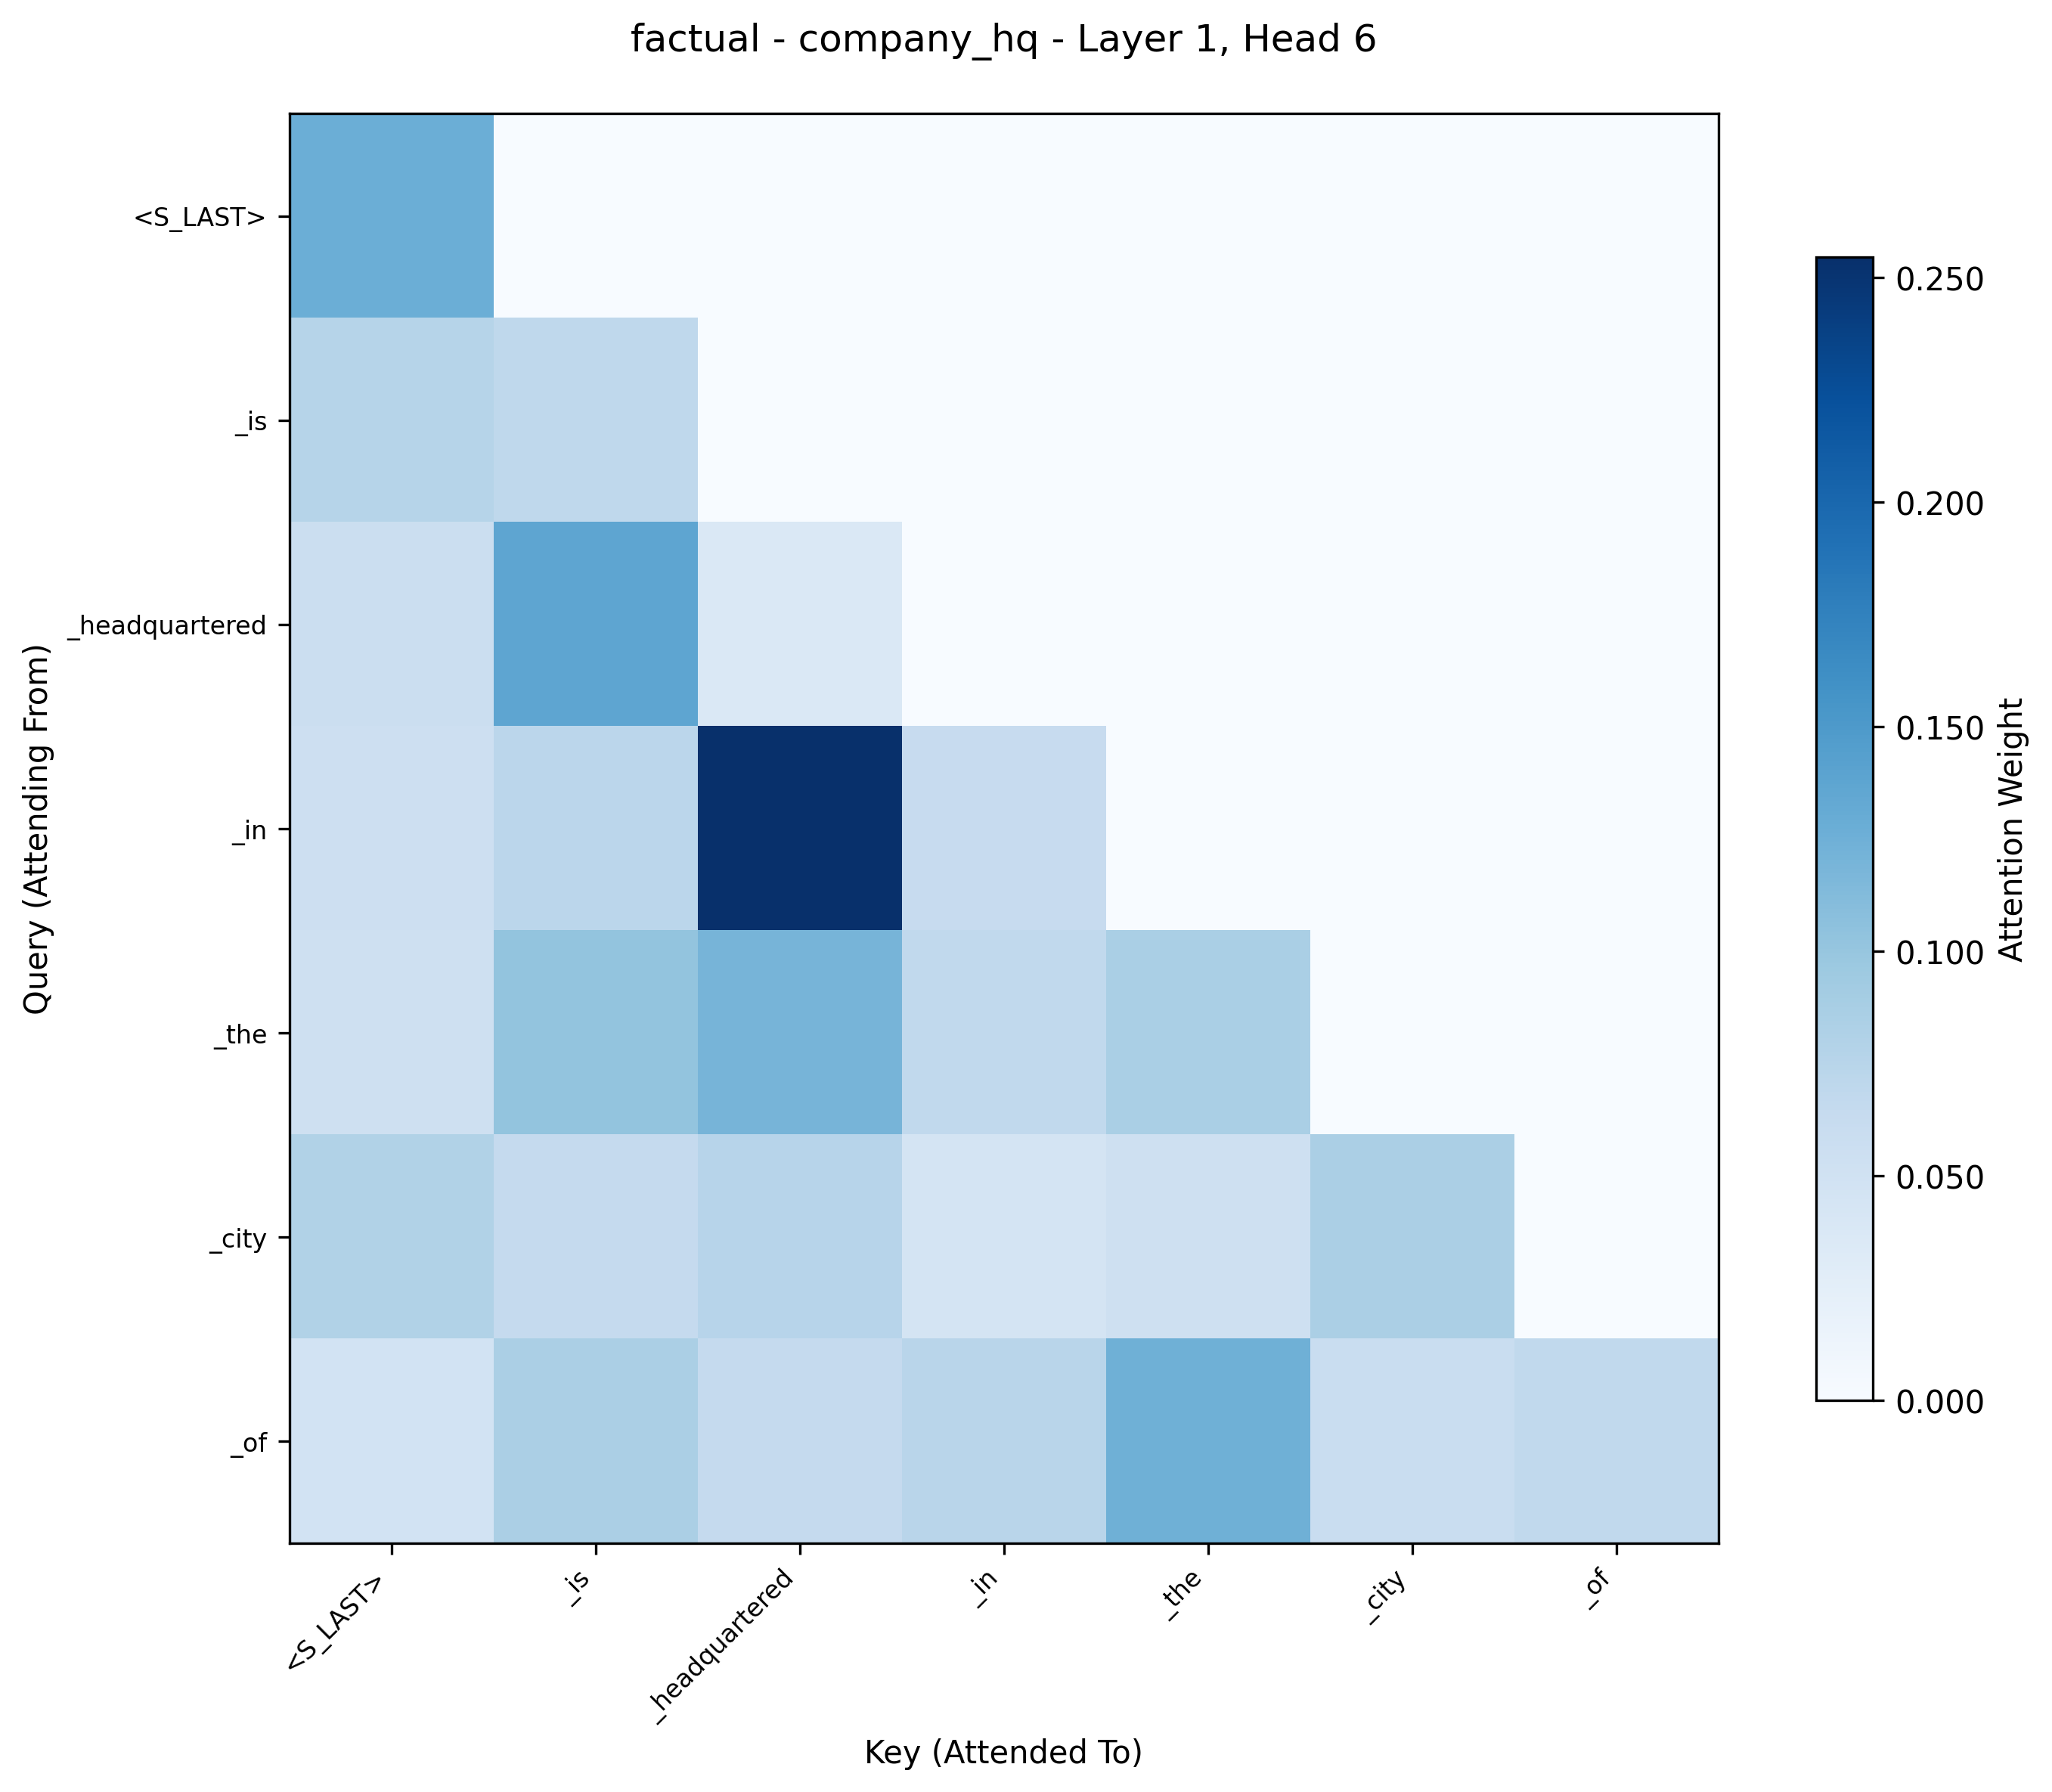 factual - company_hq - Layer 1, Head 6
Query (Attending From)
<S_LAST>
_is
_headquartered
_in
_the
_city
_of
<S_LAST>
_is
_headquartered
_in
_the
_city
_of
Key (Attended To)
0.250
0.200
0.150
0.100
0.050
0.000
Attention Weight